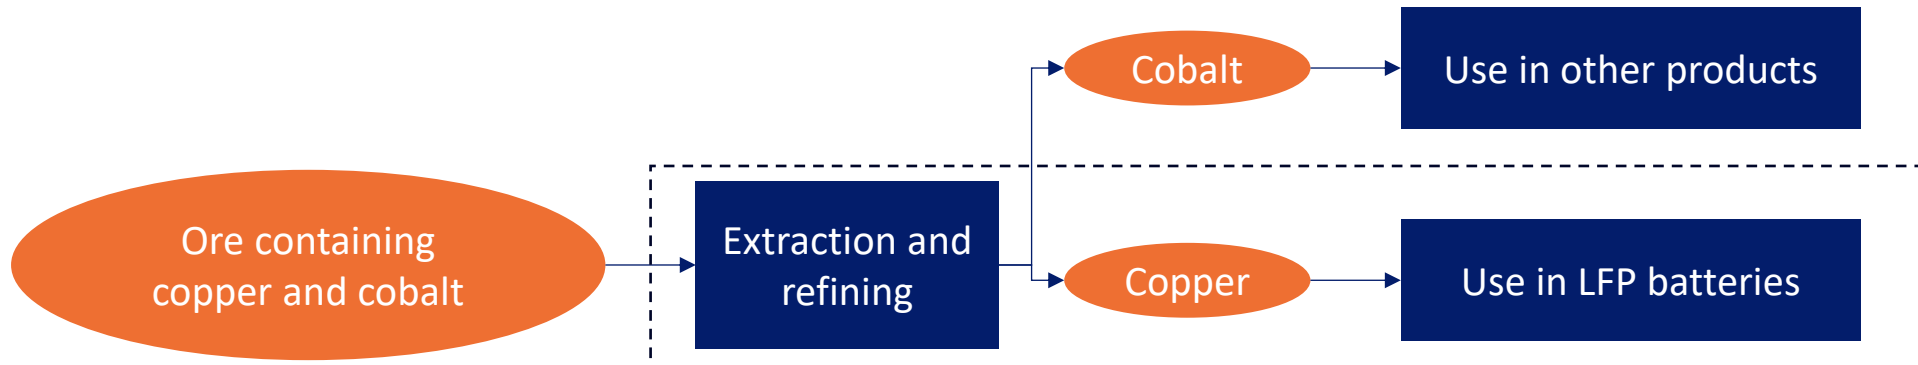 Ore containing
copper and cobalt
Extraction and
refining
Cobalt
Use in other products
Copper
Use in LFP batteries